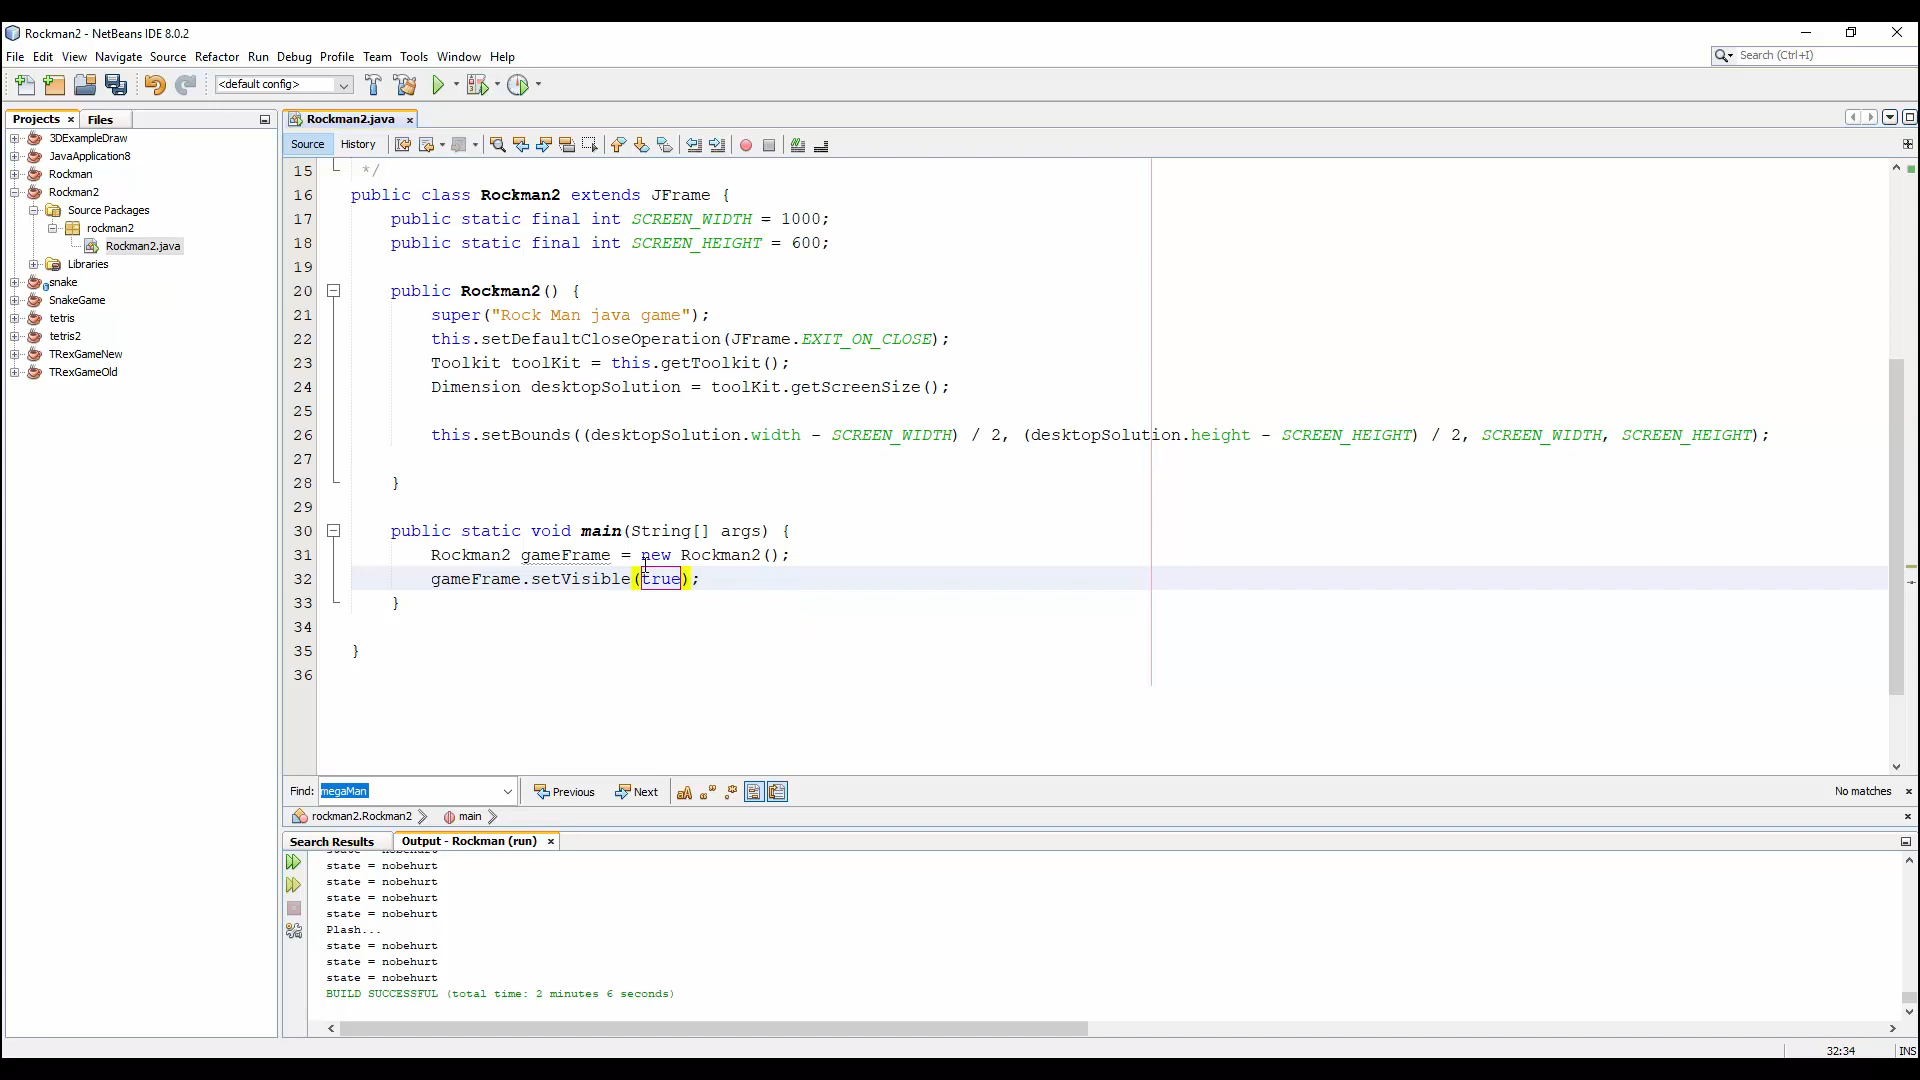 Rockman2 - NetBeans IDE 8.0.2
File Edit View Navigate Source Refactor Run Debug Profile Team Tools Window Help
Search (Ctrl+I)
<default config>
Projects Files
Rockman2.java
3DExampleDraw
JavaApplication8
Rockman
Rockman2
Source Packages
rockman2
Rockman2.java
Libraries
snake
SnakeGame
tetris
tetris2
TRexGameNew
TRexGameOld
Source History
15 */
16 public class Rockman2 extends JFrame {
17 public static final int SCREEN_WIDTH = 1000;
18 public static final int SCREEN_HEIGHT = 600;
19
20 public Rockman2() {
21 super("Rock Man java game");
22 this.setDefaultCloseOperation(JFrame.EXIT_ON_CLOSE);
23 Toolkit toolKit = this.getToolkit();
24 Dimension desktopSolution = toolKit.getScreenSize();
25
26 this.setBounds((desktopSolution.width - SCREEN_WIDTH) / 2, (desktopSolution.height - SCREEN_HEIGHT) / 2, SCREEN_WIDTH, SCREEN_HEIGHT);
27
28 }
29
30 public static void main(String[] args) {
31 Rockman2 gameFrame = new Rockman2();
32 gameFrame.setVisible(true);
33 }
34
35 }
36
Find: megaMan Previous Next No matches
rockman2.Rockman2 main
Search Results Output - Rockman (run)
state = nobehurt
state = nobehurt
state = nobehurt
state = nobehurt
Plash...
state = nobehurt
state = nobehurt
state = nobehurt
BUILD SUCCESSFUL (total time: 2 minutes 6 seconds)
32:34 INS